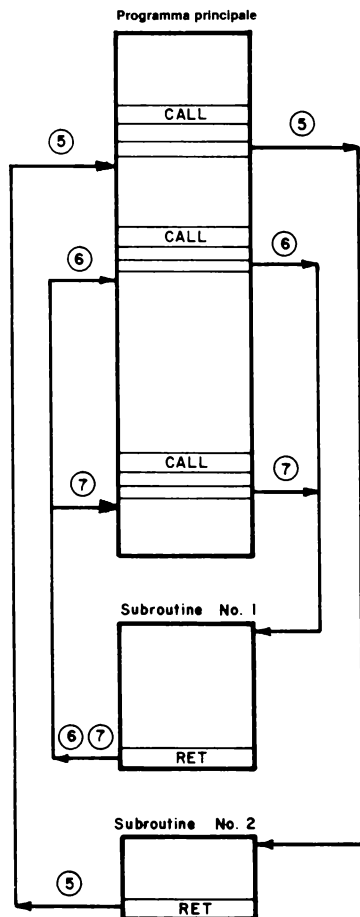 Programma principale
CALL
5
5
CALL
6
6
CALL
7
7
Subroutine No. 1
6 7
RET
Subroutine No. 2
5
RET